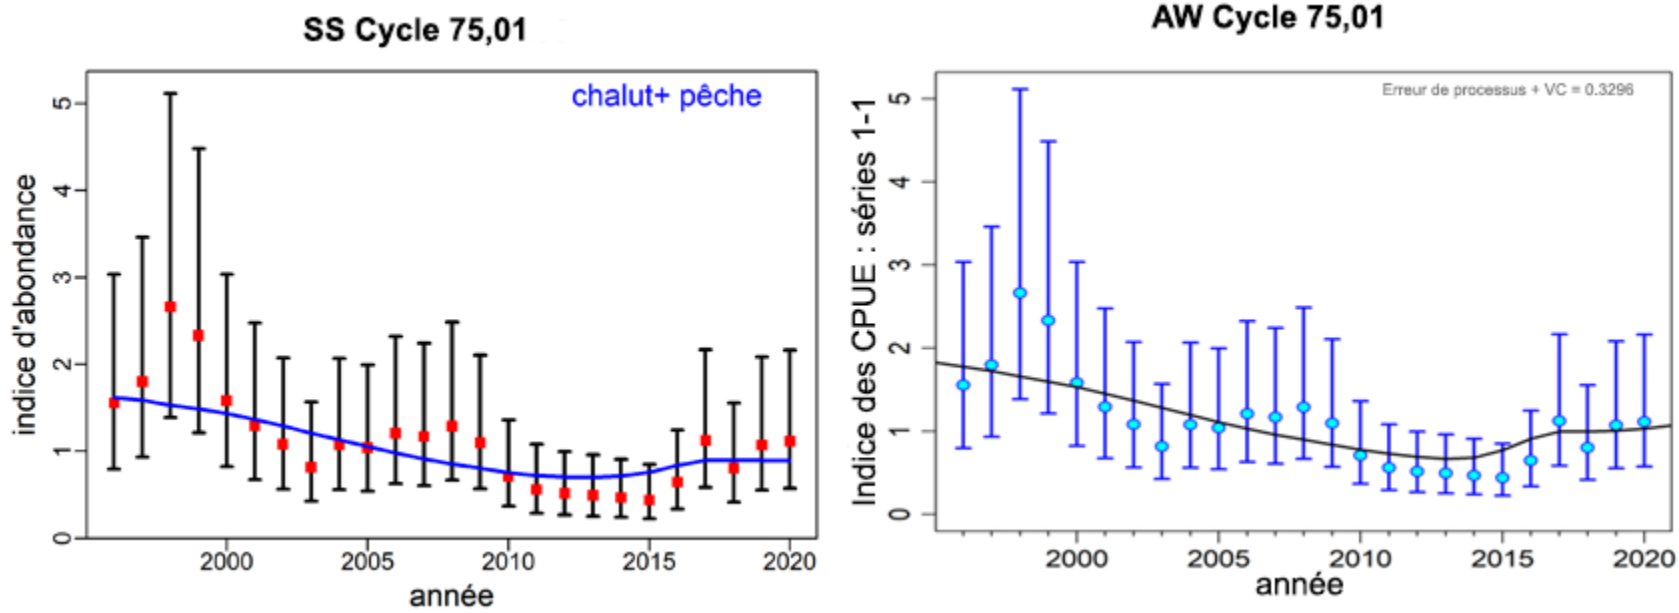 SS Cycle 75,01
chalut+ pêche
indice d'abondance
5
4
3
2
1
0
2000 2005 2010 2015 2020
année
AW Cycle 75,01
Erreur de processus + VC = 0.3296
Indice des CPUE : séries 1-1
5
4
3
2
1
0
2000 2005 2010 2015 2020
année